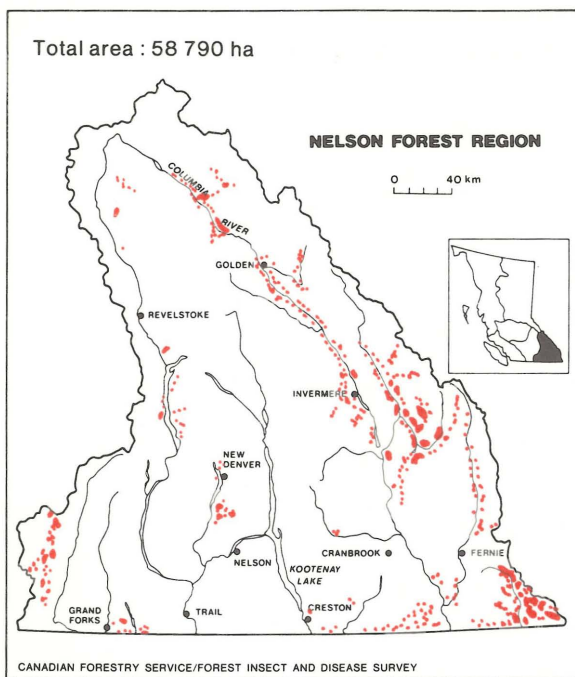 Total area : 58 790 ha
NELSON FOREST REGION
0 40 km
COLUMBIA
RIVER
GOLDEN
REVELSTOKE
INVERMERE
NEW
DENVER
NELSON
KOOTENAY
LAKE
CRANBROOK
FERNIE
GRAND
FORKS
TRAIL
CRESTON
CANADIAN FORESTRY SERVICE/FOREST INSECT AND DISEASE SURVEY